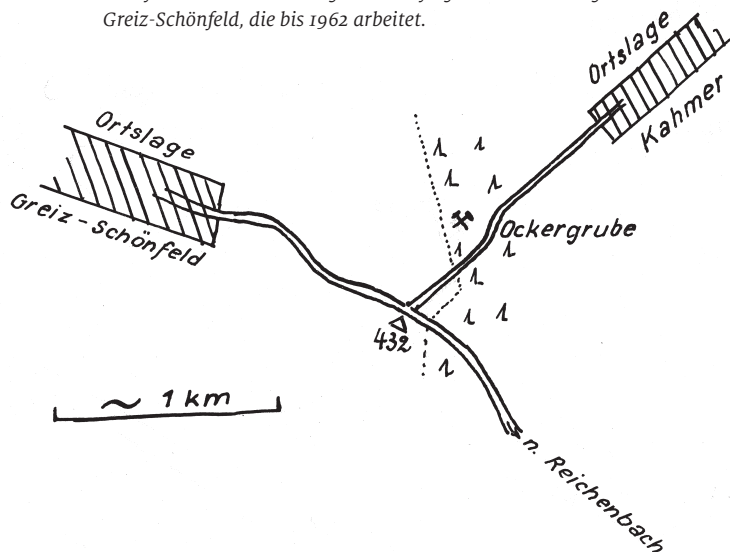 Greiz-Schönfeld, die bis 1962 arbeitet.
Ortslage
Kahmer
Ortslage
Greiz-Schönfeld
Ockergrube
432
~ 1 km
n. Reichenbach